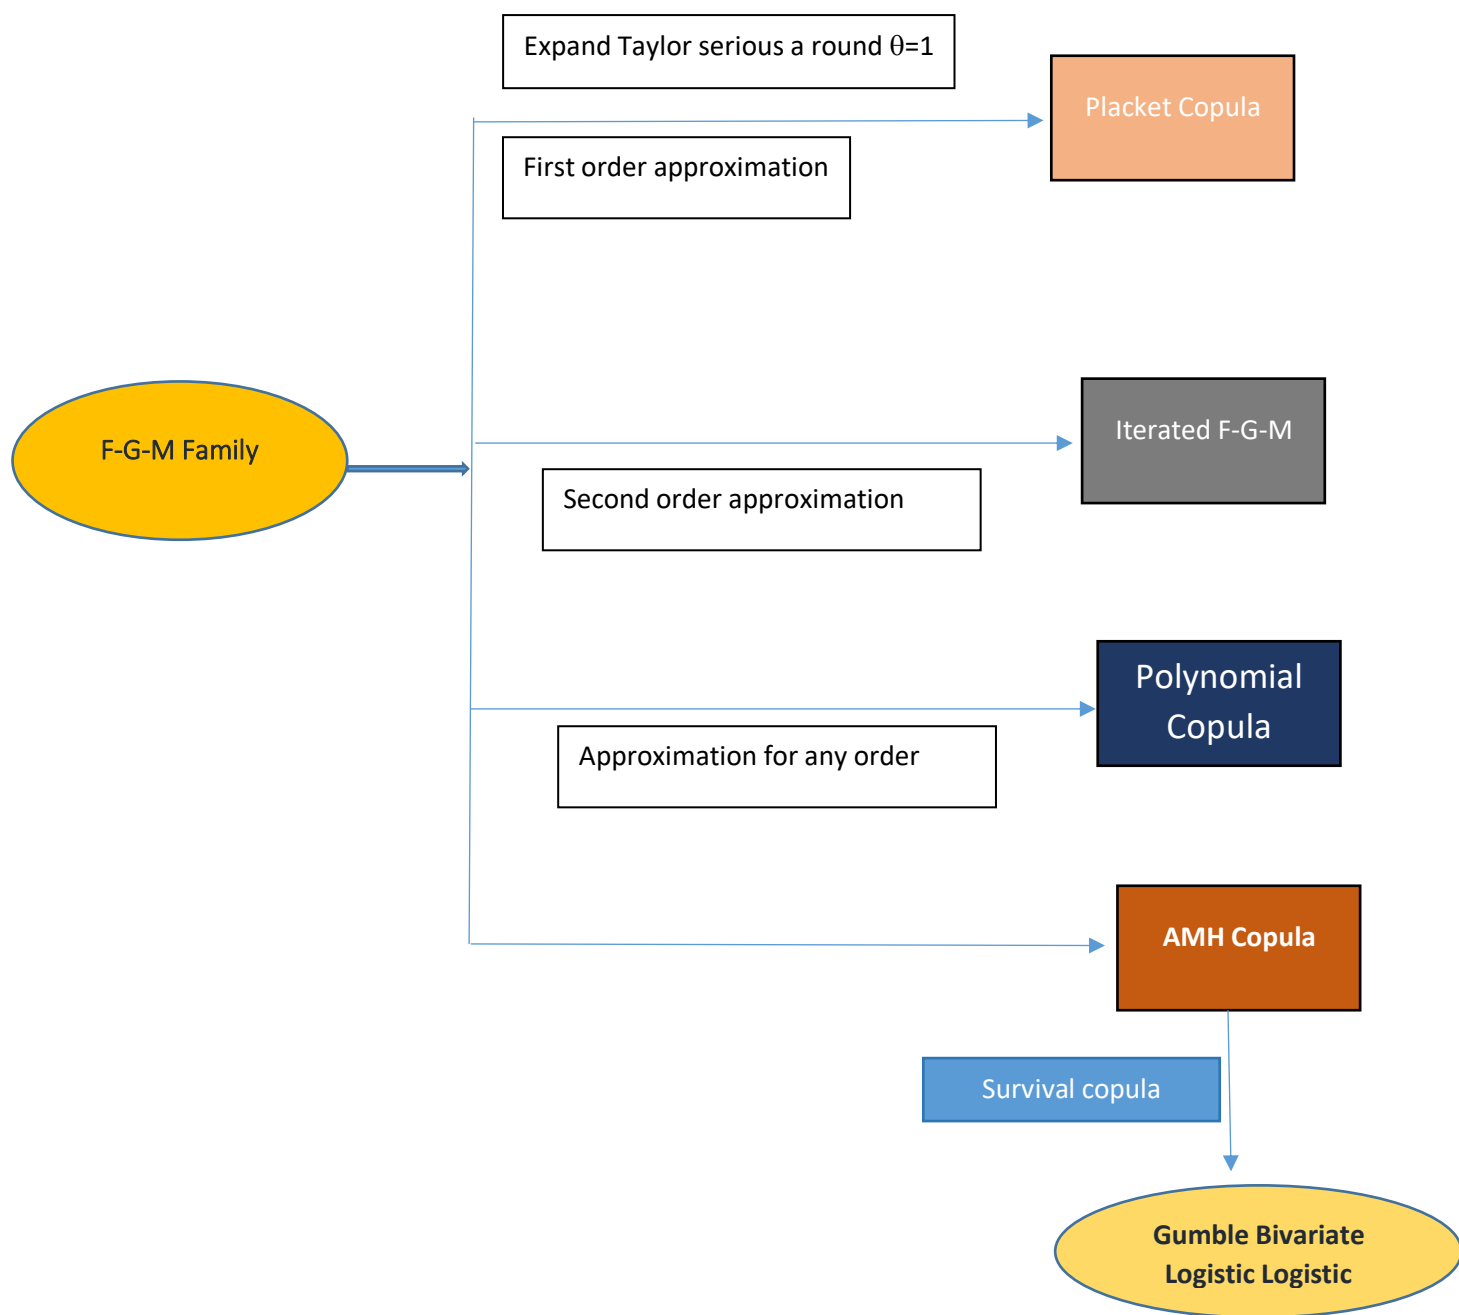 Expand Taylor serious a round θ=1
Placket Copula
First order approximation
F-G-M Family
Iterated F-G-M
Second order approximation
Polynomial
Copula
Approximation for any order
AMH Copula
Survival copula
Gumble Bivariate
Logistic Logistic